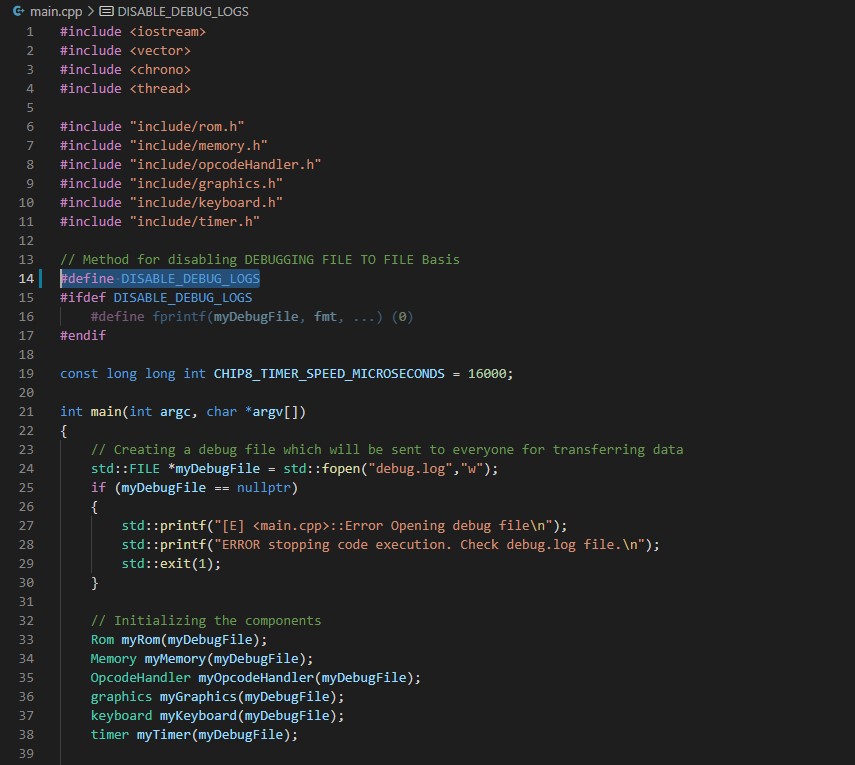 main.cpp > DISABLE_DEBUG_LOGS
1 #include <iostream>
2 #include <vector>
3 #include <chrono>
4 #include <thread>
5
6 #include "include/rom.h"
7 #include "include/memory.h"
8 #include "include/opcodeHandler.h"
9 #include "include/graphics.h"
10 #include "include/keyboard.h"
11 #include "include/timer.h"
12
13 // Method for disabling DEBUGGING FILE TO FILE Basis
14 #define DISABLE_DEBUG_LOGS
15 #ifdef DISABLE_DEBUG_LOGS
16     #define fprintf(myDebugFile, fmt, ...) (0)
17 #endif
18
19 const long long int CHIP8_TIMER_SPEED_MICROSECONDS = 16000;
20
21 int main(int argc, char *argv[])
22 {
23     // Creating a debug file which will be sent to everyone for transferring data
24     std::FILE *myDebugFile = std::fopen("debug.log","w");
25     if (myDebugFile == nullptr)
26     {
27         std::printf("[E] <main.cpp>::Error Opening debug file\n");
28         std::printf("ERROR stopping code execution. Check debug.log file.\n");
29         std::exit(1);
30     }
31
32     // Initializing the components
33     Rom myRom(myDebugFile);
34     Memory myMemory(myDebugFile);
35     OpcodeHandler myOpcodeHandler(myDebugFile);
36     graphics myGraphics(myDebugFile);
37     keyboard myKeyboard(myDebugFile);
38     timer myTimer(myDebugFile);
39